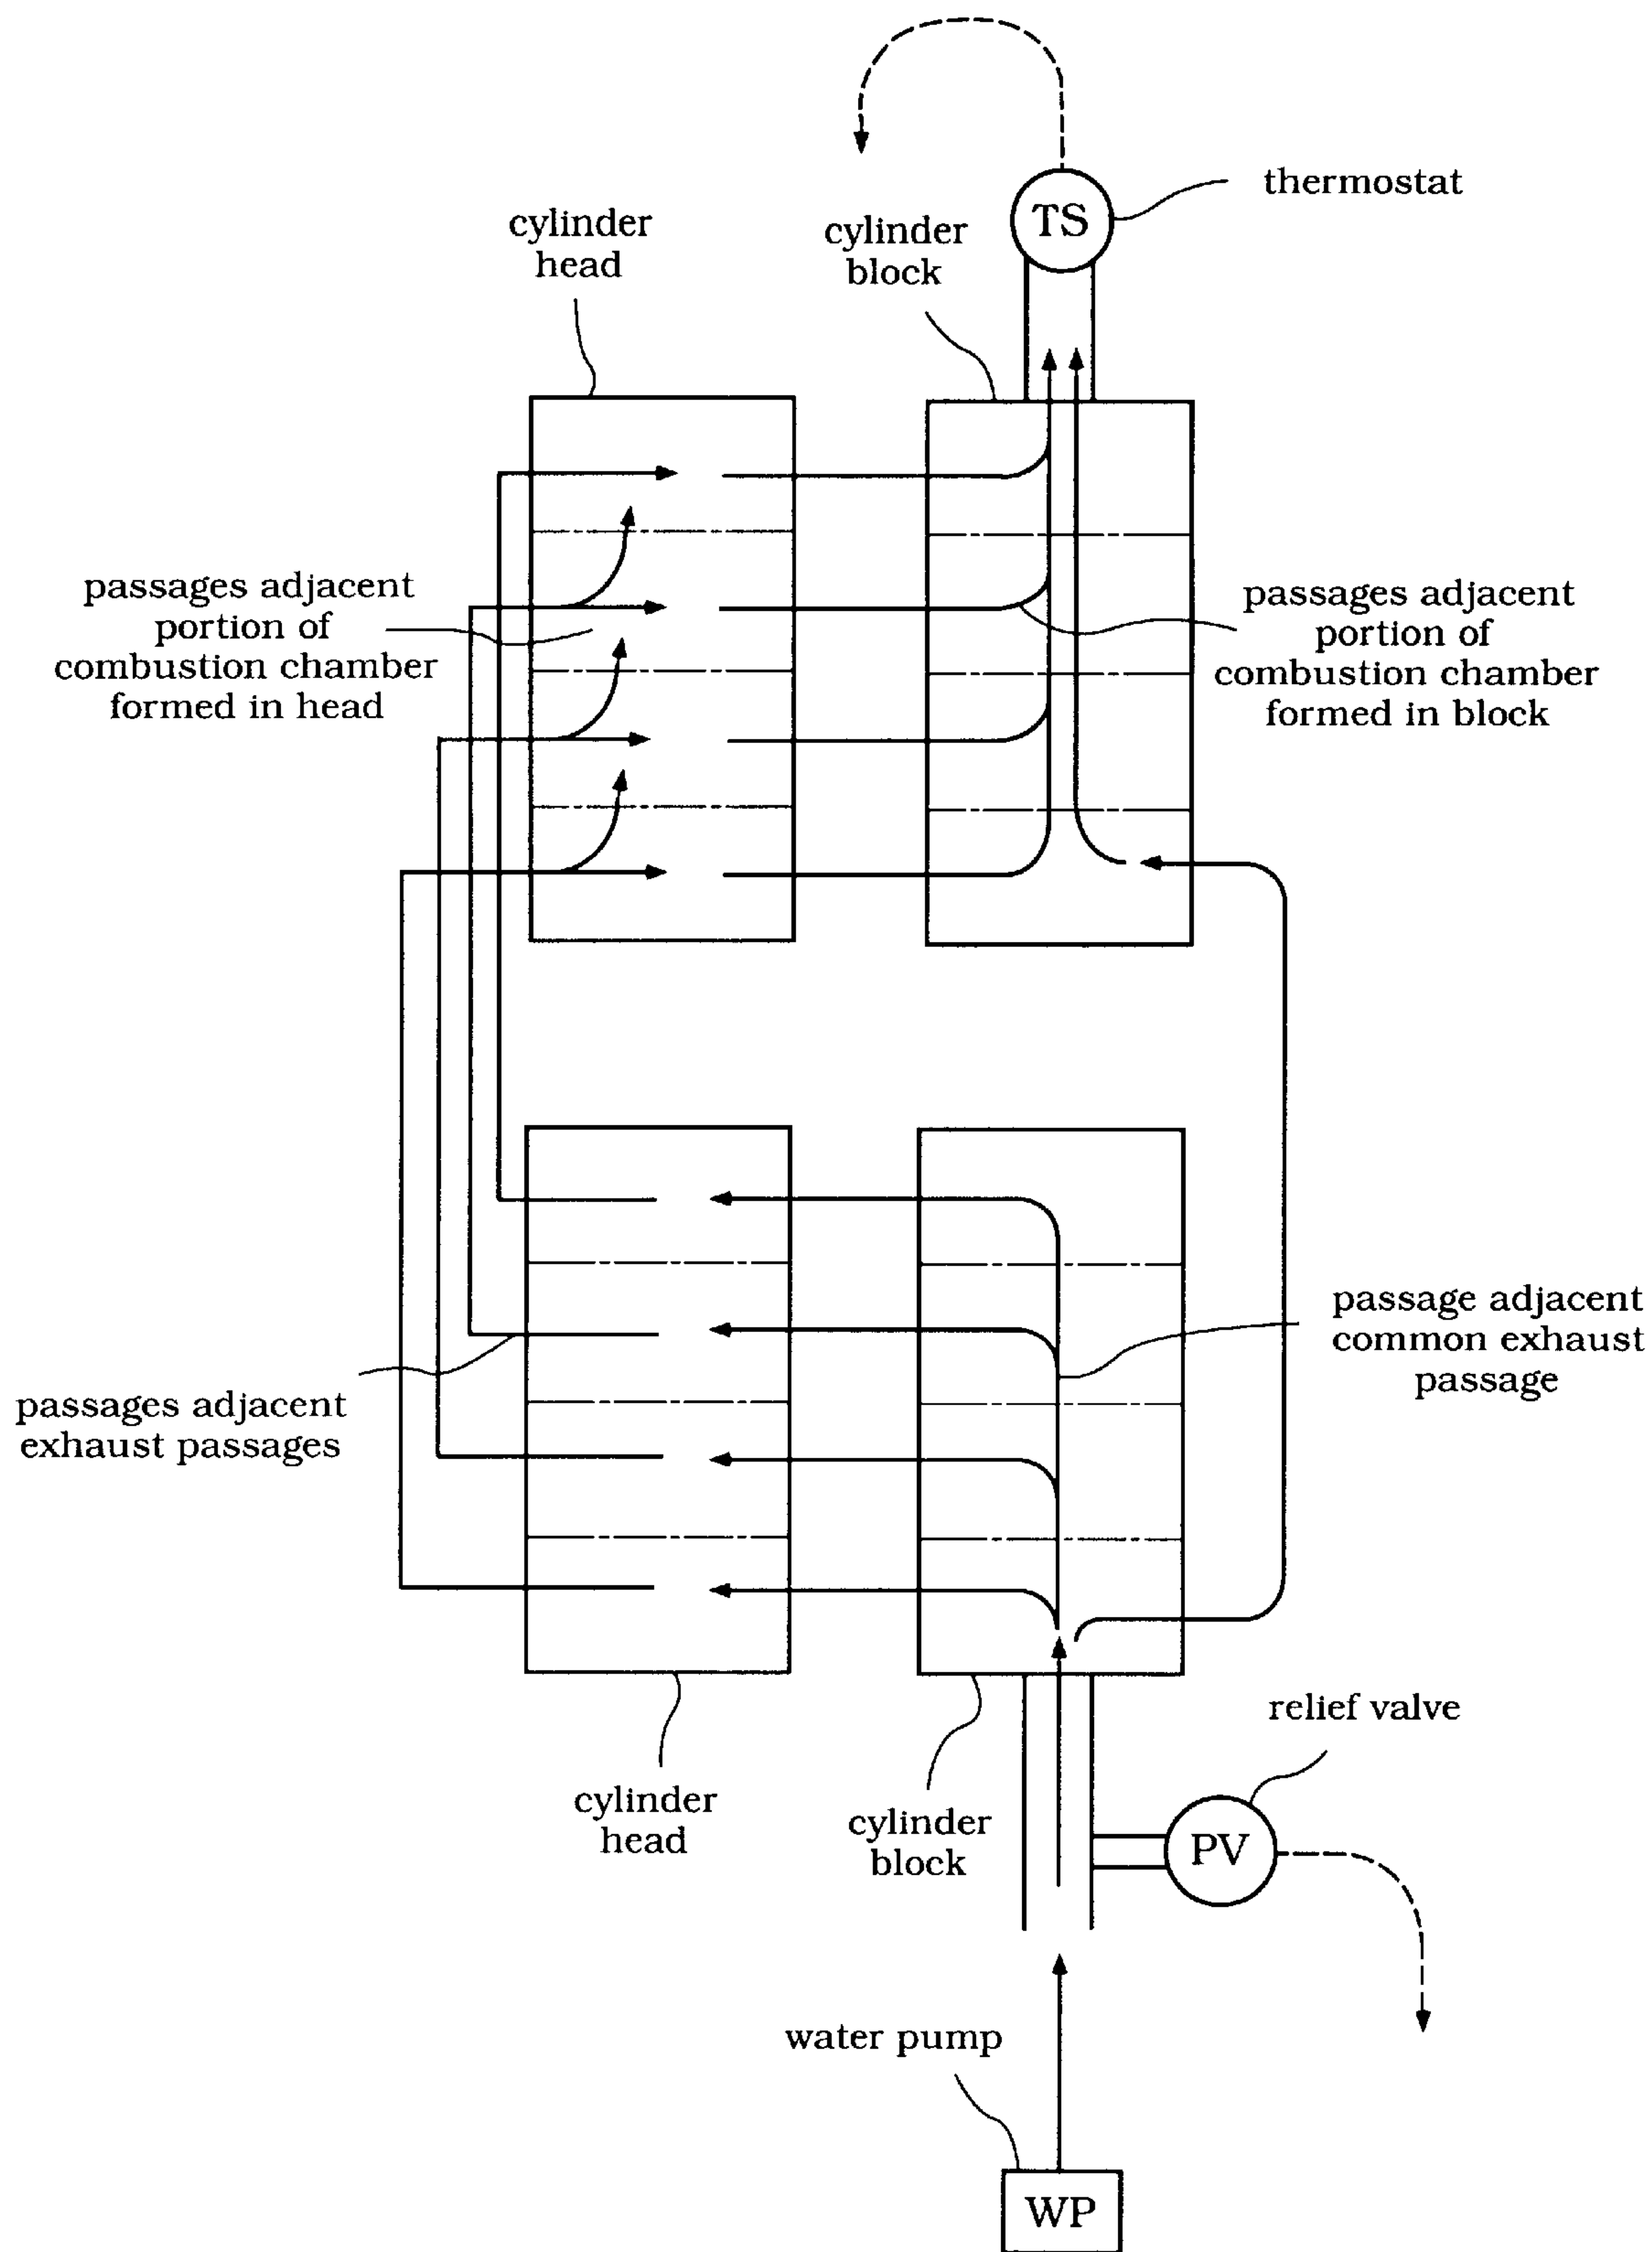 thermostat
TS
cylinder
head
cylinder
block
passages adjacent
portion of
combustion chamber
formed in head
passages adjacent
portion of
combustion chamber
formed in block
passage adjacent
common exhaust
passage
passages adjacent
exhaust passages
relief valve
cylinder
head
cylinder
block
PV
water pump
WP